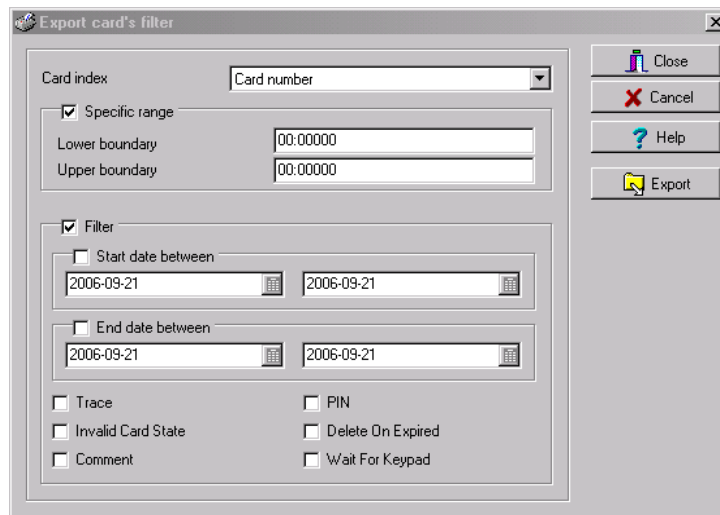 Export card's filter
Close
Card index Card number
Cancel
Specific range
Lower boundary 00:00000
Help
Upper boundary 00:00000
Export
Filter
Start date between
2006-09-21 2006-09-21
End date between
2006-09-21 2006-09-21
Trace PIN
Invalid Card State Delete On Expired
Comment Wait For Keypad